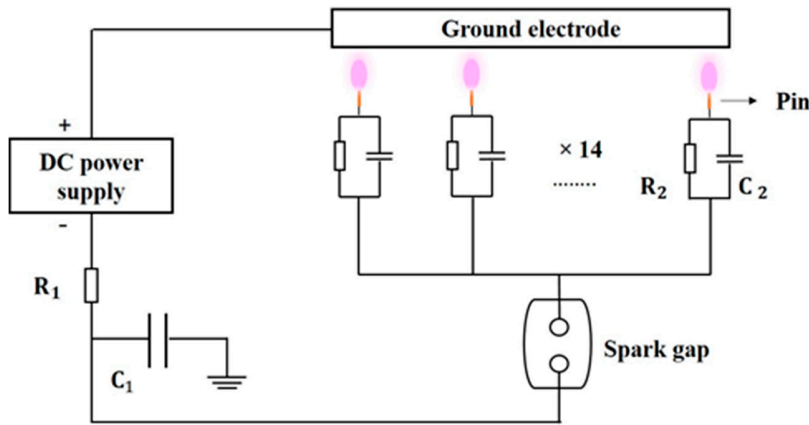 Ground electrode
Pin
+
DC power
supply
-
× 14
........
R₂
C₂
R₁
Spark gap
C₁